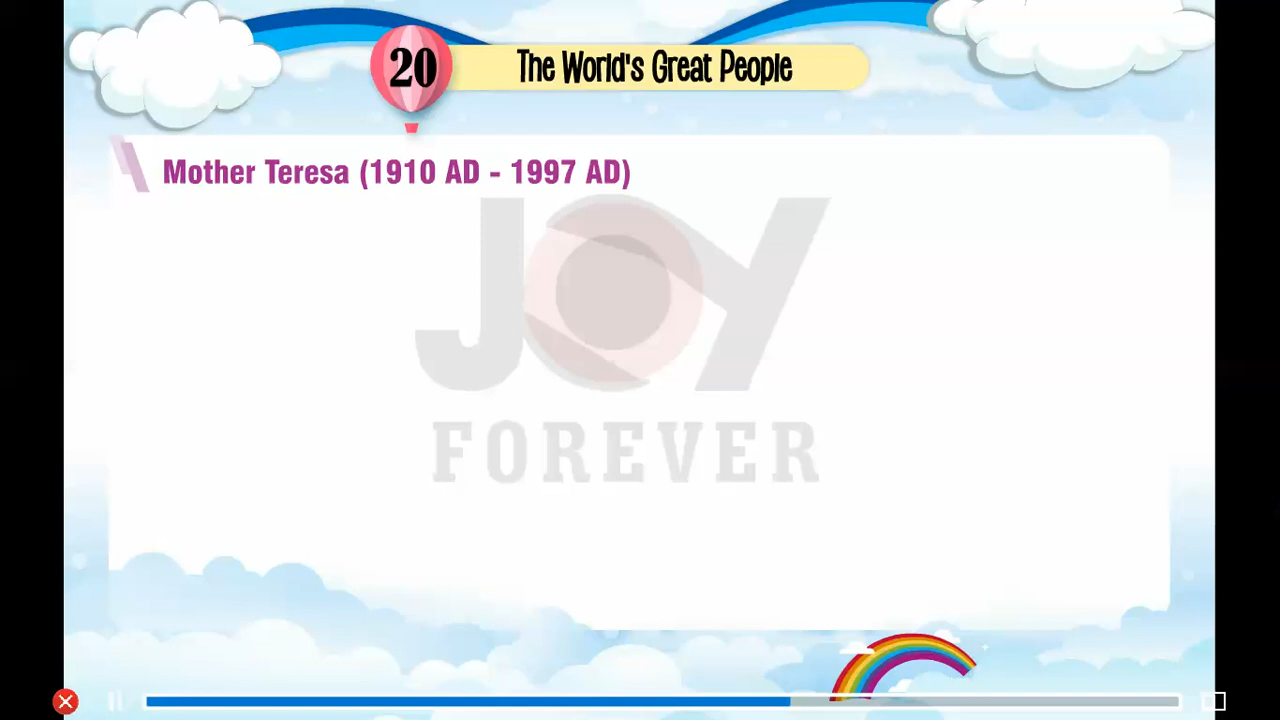 20
The World's Great People
Mother Teresa (1910 AD - 1997 AD)
JOY
FOREVER